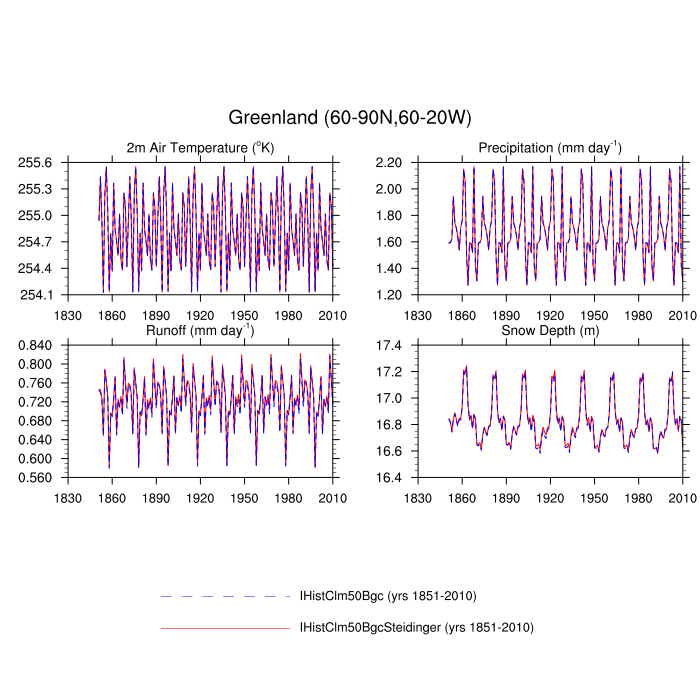 Greenland (60-90N,60-20W)
2m Air Temperature (°K)
Precipitation (mm day-1)
255.6
255.3
255.0
254.7
254.4
254.1
1830 1860 1890 1920 1950 1980 2010
2.20
2.00
1.80
1.60
1.40
1.20
1830 1860 1890 1920 1950 1980 2010
Runoff (mm day-1)
Snow Depth (m)
0.840
0.800
0.760
0.720
0.680
0.640
0.600
0.560
1830 1860 1890 1920 1950 1980 2010
17.4
17.2
17.0
16.8
16.6
16.4
1830 1860 1890 1920 1950 1980 2010
IHistClm50Bgc (yrs 1851-2010)
IHistClm50BgcSteidinger (yrs 1851-2010)